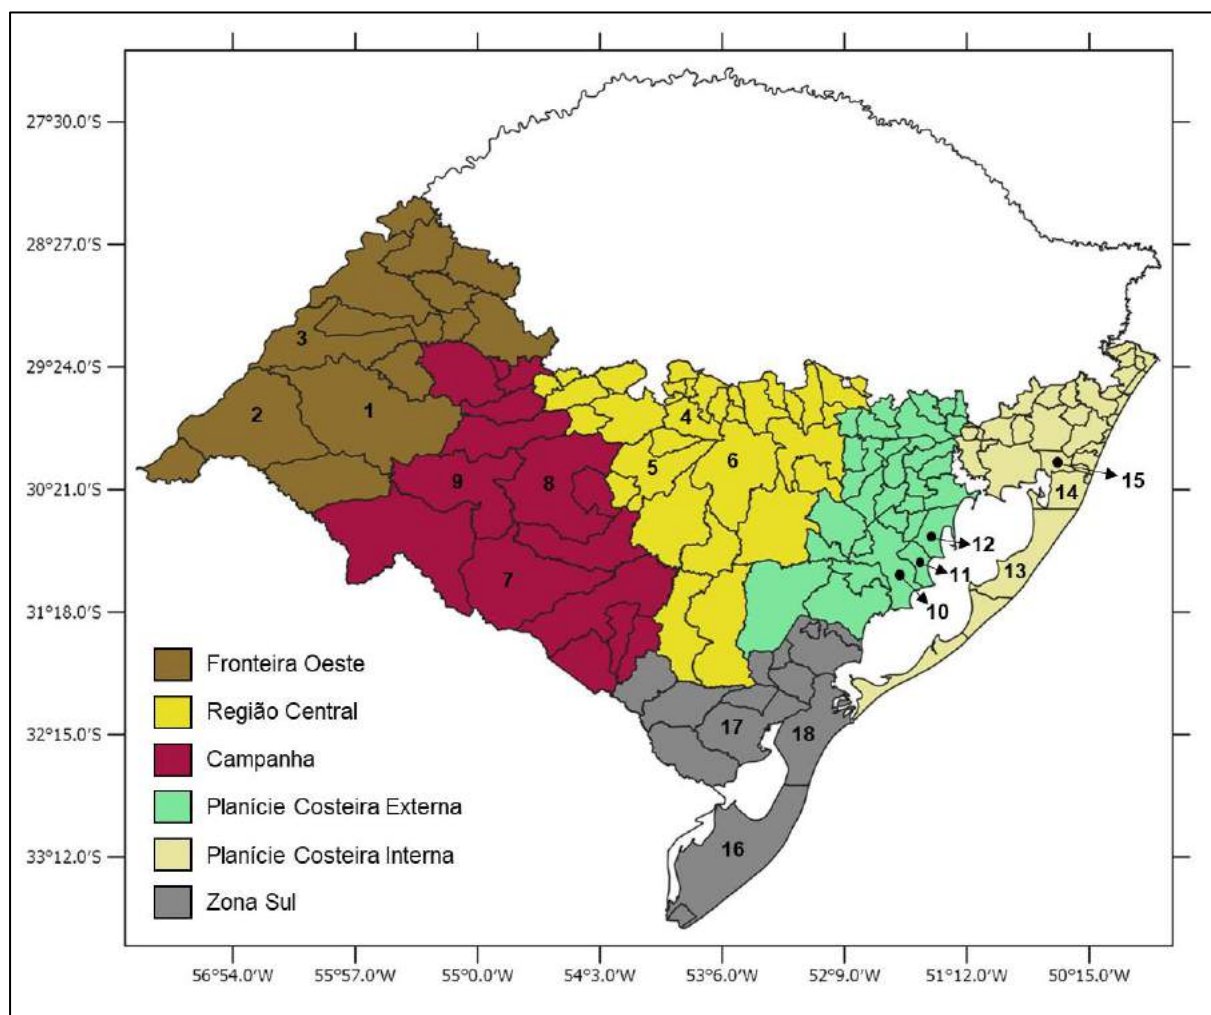 27°30.0'S
28°27.0'S
29°24.0'S
30°21.0'S
31°18.0'S
32°15.0'S
33°12.0'S
3
2
1
4
5
6
9
8
7
15
14
12
13
11
10
17
18
16
Fronteira Oeste
Região Central
Campanha
Planície Costeira Externa
Planície Costeira Interna
Zona Sul
56°54.0'W 55°57.0'W 55°0.0'W 54°3.0'W 53°6.0'W 52°9.0'W 51°12.0'W 50°15.0'W